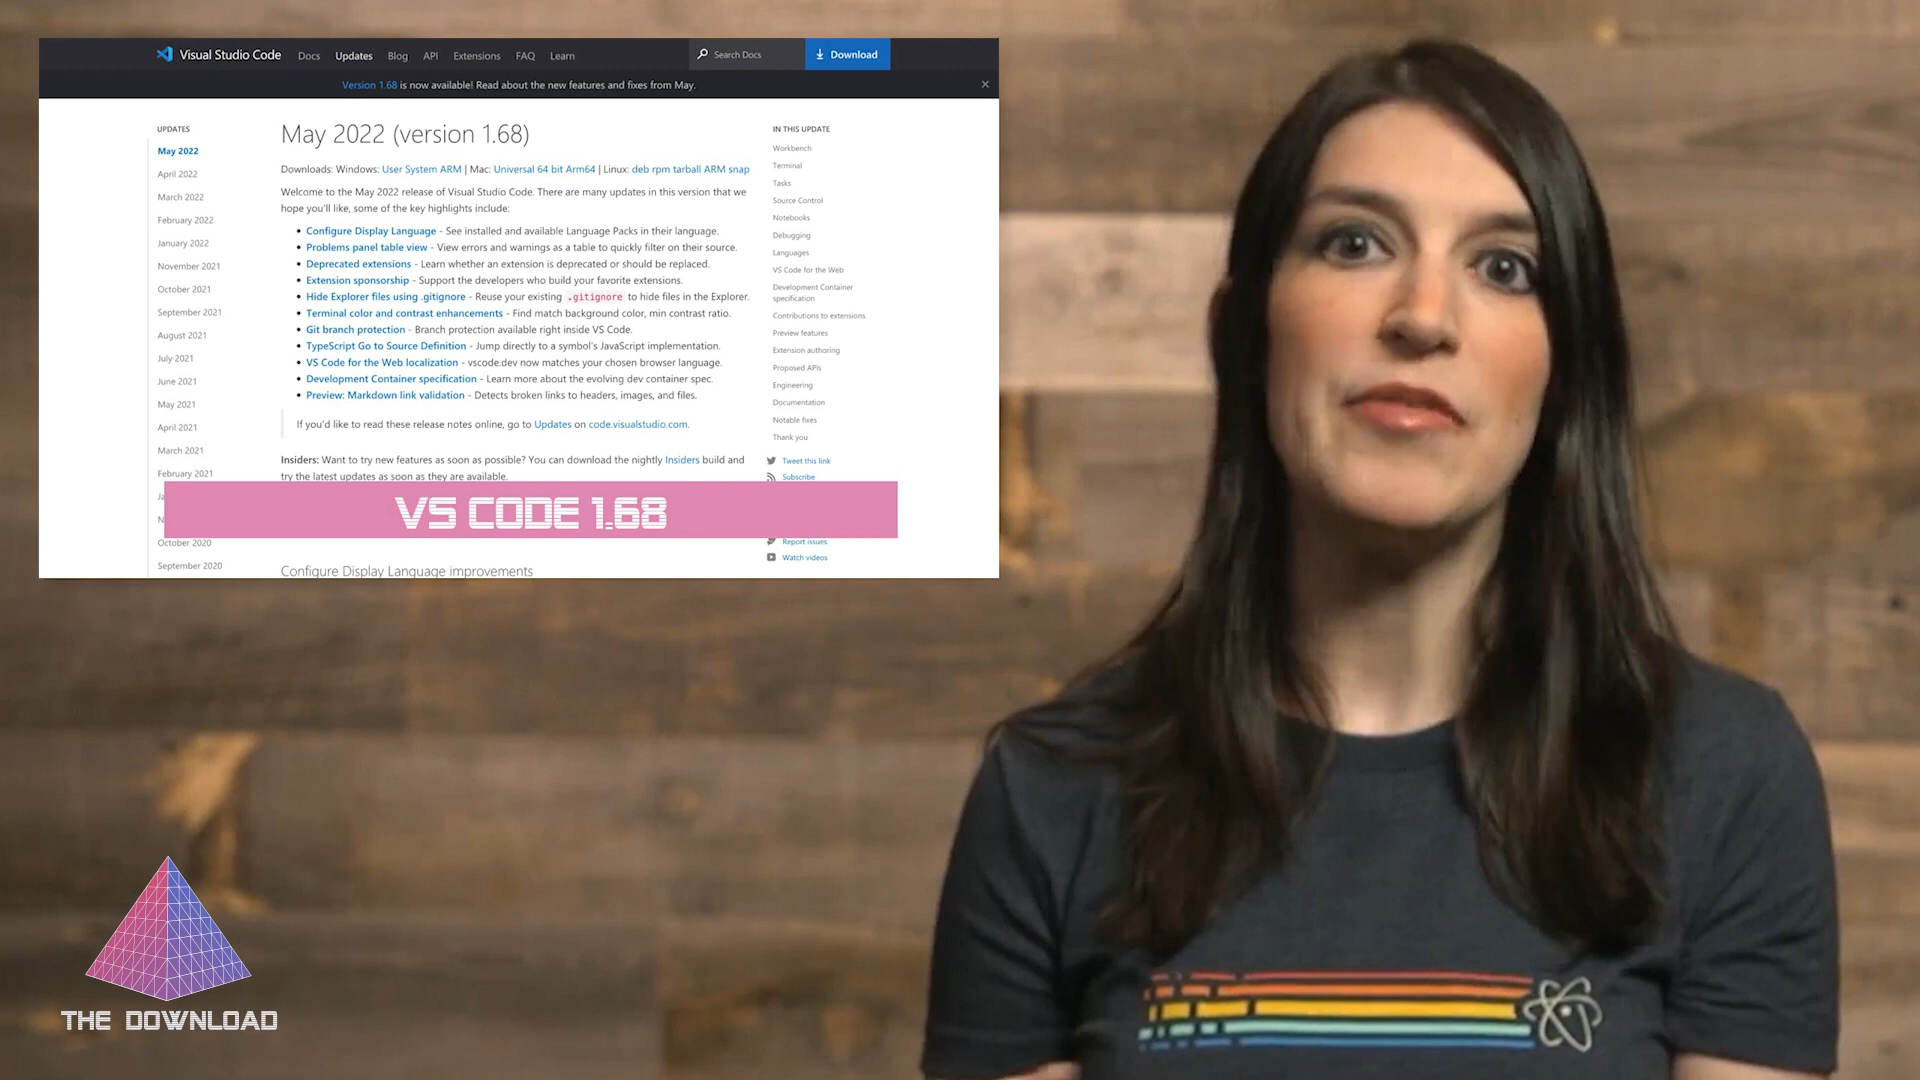 Visual Studio Code Docs Updates Blog API Extensions FAQ Learn Search Docs Download
Version 1.68 is now available! Read about the new features and fixes from May.
UPDATES
May 2022
April 2022
March 2022
February 2022
January 2022
November 2021
October 2021
September 2021
August 2021
July 2021
June 2021
May 2021
April 2021
March 2021
February 2021
October 2020
September 2020
May 2022 (version 1.68)
Downloads: Windows: User System ARM | Mac: Universal 64 bit Arm64 | Linux: deb rpm tarball ARM snap
Welcome to the May 2022 release of Visual Studio Code. There are many updates in this version that we
hope you'll like, some of the key highlights include:
• Configure Display Language - See installed and available Language Packs in their language.
• Problems panel table view - View errors and warnings as a table to quickly filter on their source.
• Deprecated extensions - Learn whether an extension is deprecated or should be replaced.
• Extension sponsorship - Support the developers who build your favorite extensions.
• Hide Explorer files using .gitignore - Reuse your existing .gitignore to hide files in the Explorer.
• Terminal color and contrast enhancements - Find match background color, min contrast ratio.
• Git branch protection - Branch protection available right inside VS Code.
• TypeScript Go to Source Definition - Jump directly to a symbol's JavaScript implementation.
• VS Code for the Web localization - vscode.dev now matches your chosen browser language.
• Development Container specification - Learn more about the evolving dev container spec.
• Preview: Markdown link validation - Detects broken links to headers, images, and files.
If you'd like to read these release notes online, go to Updates on code.visualstudio.com.
Insiders: Want to try new features as soon as possible? You can download the nightly Insiders build and
try the latest updates as soon as they are available.
Configure Display Language improvements
IN THIS UPDATE
Workbench
Terminal
Tasks
Source Control
Notebooks
Debugging
Languages
VS Code for the Web
Development Container
specification
Contributions to extensions
Preview features
Extension authoring
Proposed APIs
Engineering
Documentation
Notable fixes
Thank you
Tweet this link
Subscribe
Report issues
Watch videos
VS CODE 1.68
THE DOWNLOAD